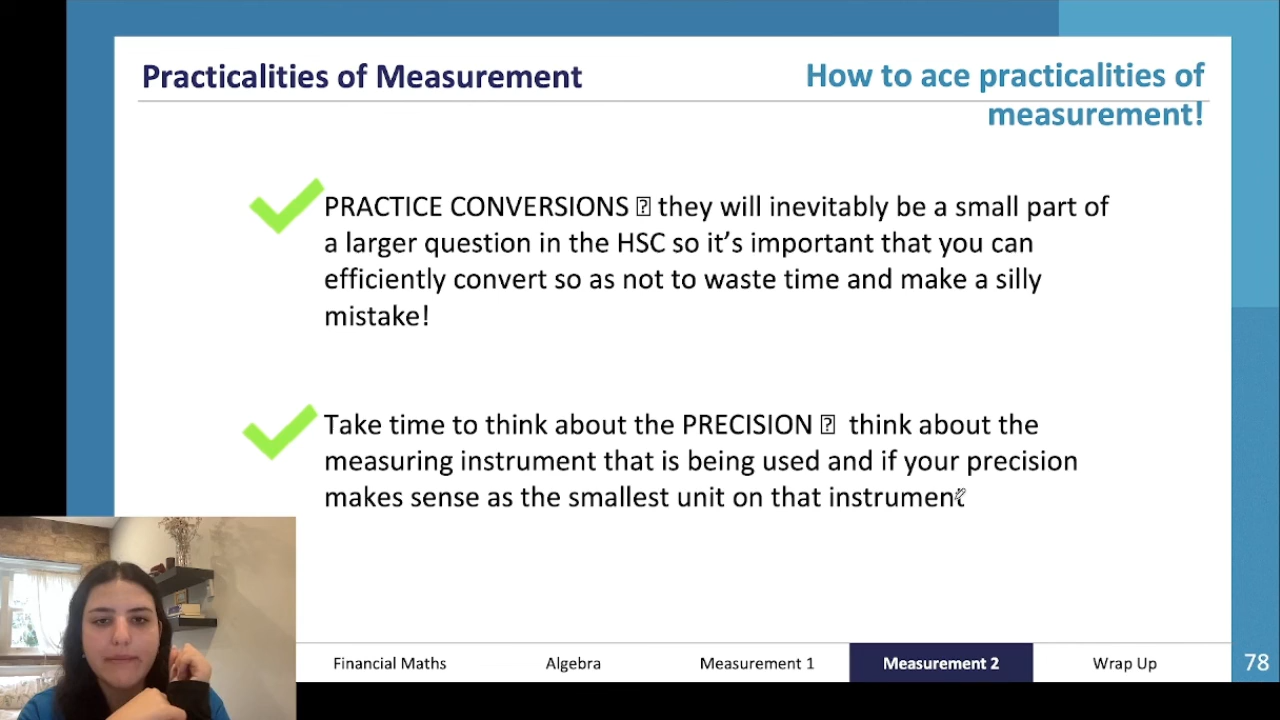 Practicalities of Measurement
How to ace practicalities of
measurement!
PRACTICE CONVERSIONS they will inevitably be a small part of
a larger question in the HSC so it's important that you can
efficiently convert so as not to waste time and make a silly
mistake!
Take time to think about the PRECISION think about the
measuring instrument that is being used and if your precision
makes sense as the smallest unit on that instrument
Financial Maths
Algebra
Measurement 1
Measurement 2
Wrap Up
78